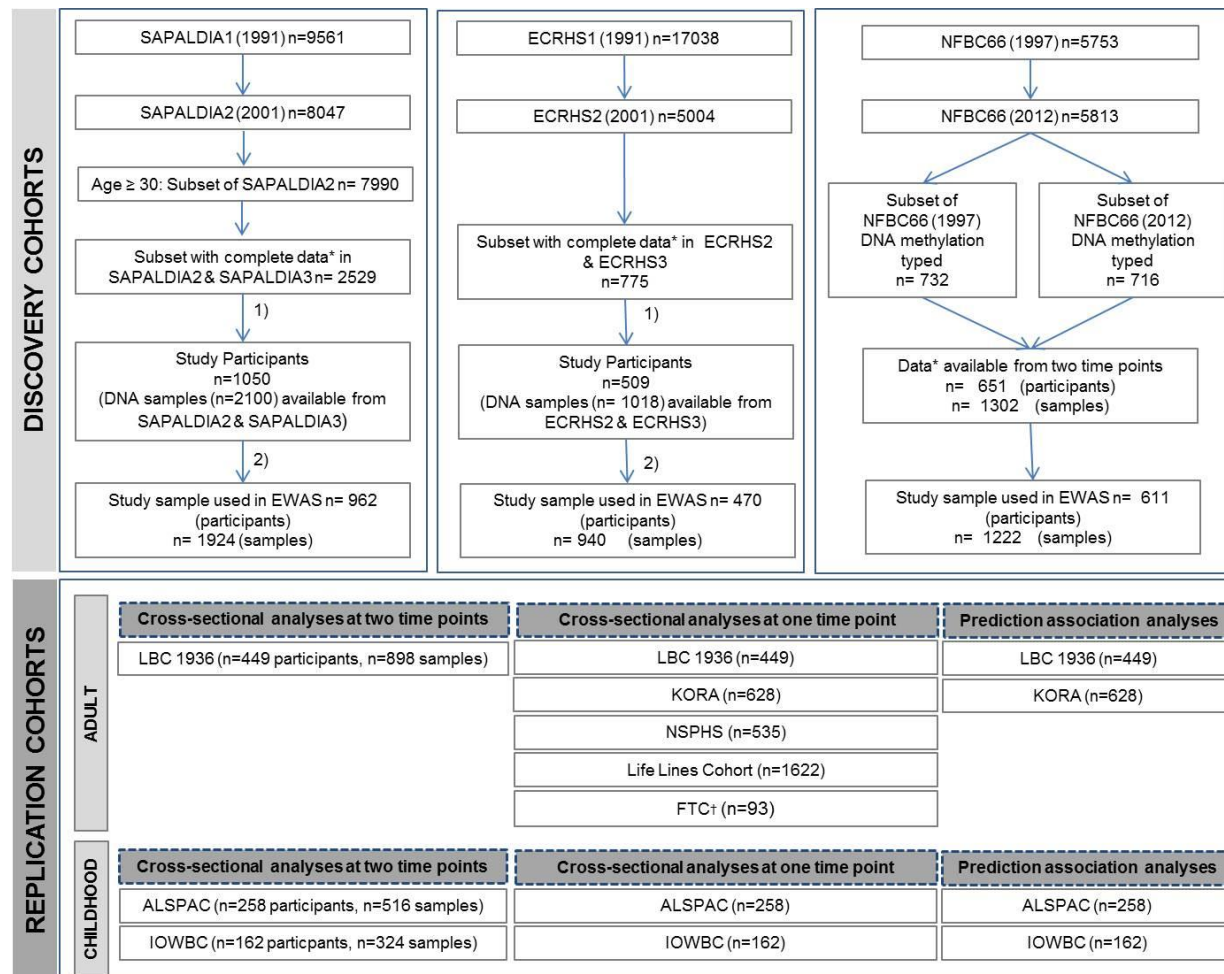 DISCOVERY COHORTS
SAPALDIA1 (1991) n=9561
SAPALDIA2 (2001) n=8047
Age ≥ 30: Subset of SAPALDIA2 n= 7990
Subset with complete data* in
SAPALDIA2 & SAPALDIA3 n= 2529
1)
Study Participants
n=1050
(DNA samples (n=2100) available from
SAPALDIA2 & SAPALDIA3)
2)
Study sample used in EWAS n= 962
(participants)
n= 1924 (samples)
ECRHS1 (1991) n=17038
ECRHS2 (2001) n=5004
Subset with complete data* in ECRHS2
& ECRHS3
n=775
1)
Study Participants
n=509
(DNA samples (n= 1018) available from
ECRHS2 & ECRHS3)
2)
Study sample used in EWAS n= 470
(participants)
n= 940 (samples)
NFBC66 (1997) n=5753
NFBC66 (2012) n=5813
Subset of
NFBC66 (1997)
DNA methylation
typed
n= 732
Subset of
NFBC66 (2012)
DNA methylation
typed
n= 716
Data* available from two time points
n= 651 (participants)
n= 1302 (samples)
Study sample used in EWAS n= 611
(participants)
n= 1222 (samples)
REPLICATION COHORTS
ADULT
Cross-sectional analyses at two time points
LBC 1936 (n=449 participants, n=898 samples)
Cross-sectional analyses at one time point
LBC 1936 (n=449)
KORA (n=628)
NSPHS (n=535)
Life Lines Cohort (n=1622)
FTC† (n=93)
Prediction association analyses
LBC 1936 (n=449)
KORA (n=628)
CHILDHOOD
Cross-sectional analyses at two time points
ALSPAC (n=258 participants, n=516 samples)
IOWBC (n=162 particpants, n=324 samples)
Cross-sectional analyses at one time point
ALSPAC (n=258)
IOWBC (n=162)
Prediction association analyses
ALSPAC (n=258)
IOWBC (n=162)